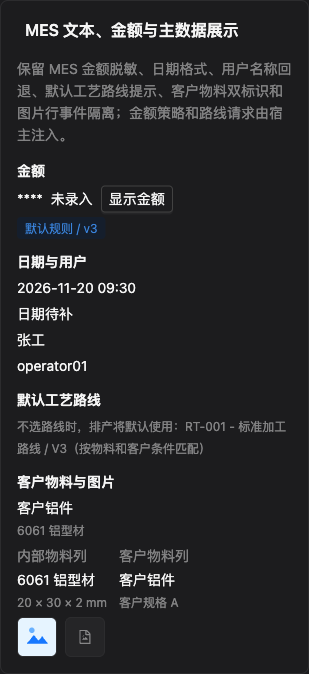 MES 文本、金额与主数据展示
保留 MES 金额脱敏、日期格式、用户名称回
退、默认工艺路线提示、客户物料双标识和
图片行事件隔离；金额策略和路线请求由宿
主注入。
金额
**** 未录入 显示金额
默认规则 / v3
日期与用户
2026-11-20 09:30
日期待补
张工
operator01
默认工艺路线
不选路线时，排产将默认使用：RT-001 - 标准加工
路线 / V3（按物料和客户条件匹配）
客户物料与图片
客户铝件
6061 铝型材
内部物料列 客户物料列
6061 铝型材 客户铝件
20 × 30 × 2 mm 客户规格 A